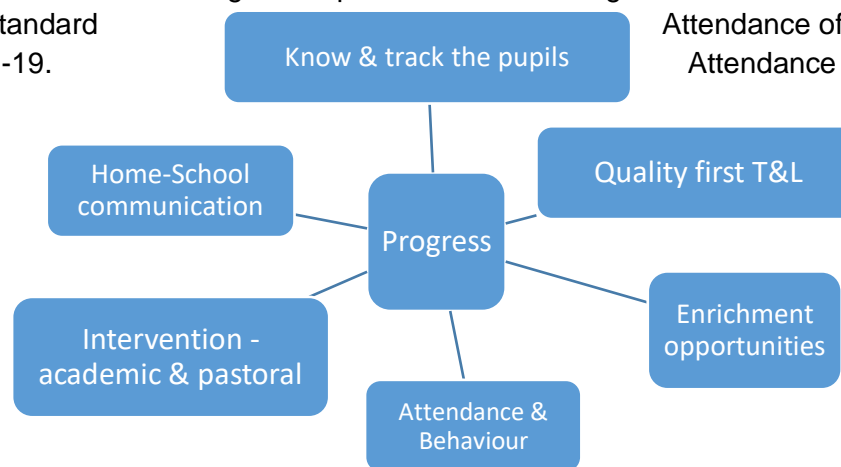 tandard
-19.
Attendance of
Attendance
Know & track the pupils
Home-School
communication
Quality first T&L
Progress
Intervention -
academic & pastoral
Enrichment
opportunities
Attendance &
Behaviour